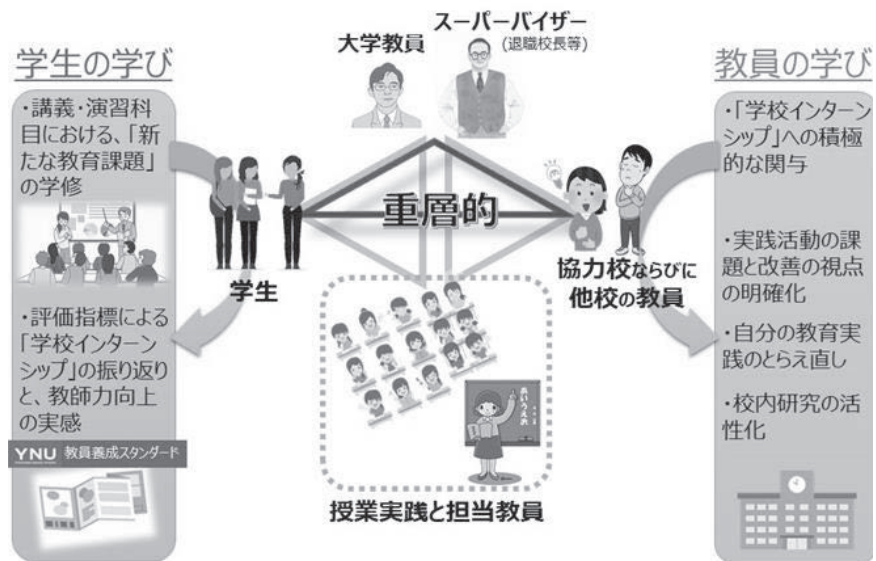 学生の学び
・講義・演習科
目における、「新
たな教育課題」
の学修
・評価指標による
「学校インターン
シップ」の振り返り
と、教師力向上
の実感
YNU 教員養成スタンダード
大学教員
スーパーバイザー
(退職校長等)
重層的
学生
協力校ならびに
他校の教員
あいうえお
授業実践と担当教員
教員の学び
・「学校インターン
シップ」への積極
的な関与
・実践活動の課
題と改善の視点
の明確化
・自分の教育実
践のとらえ直し
・校内研究の活
性化